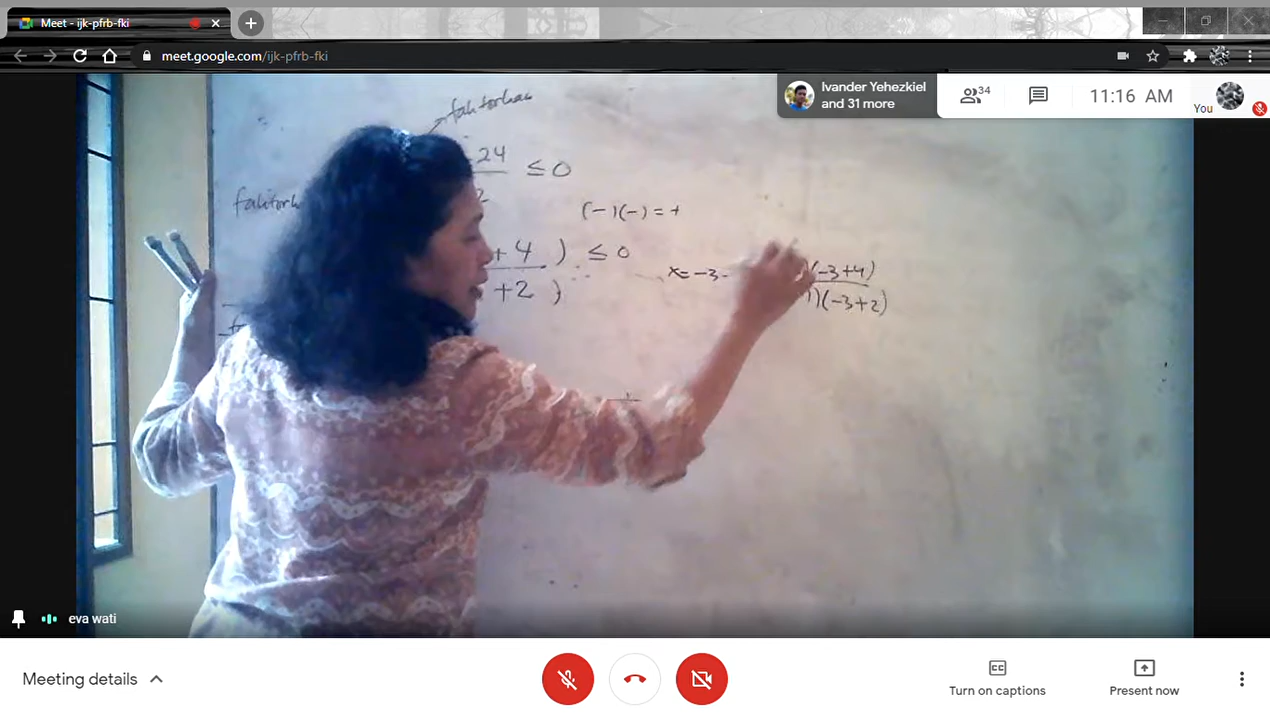 Meet - ijk-pfrb-fki
meet.google.com/ijk-pfrb-fki
Ivander Yehezkiel
and 31 more
34
11:16 AM
You
faktorkan
24 ≤ 0
2
(-)(-) = +
+ 4 ) ≤ 0
+ 2 )
x = -3
)(-3+4)
1)(-3+2)
eva wati
Meeting details
Turn on captions
Present now